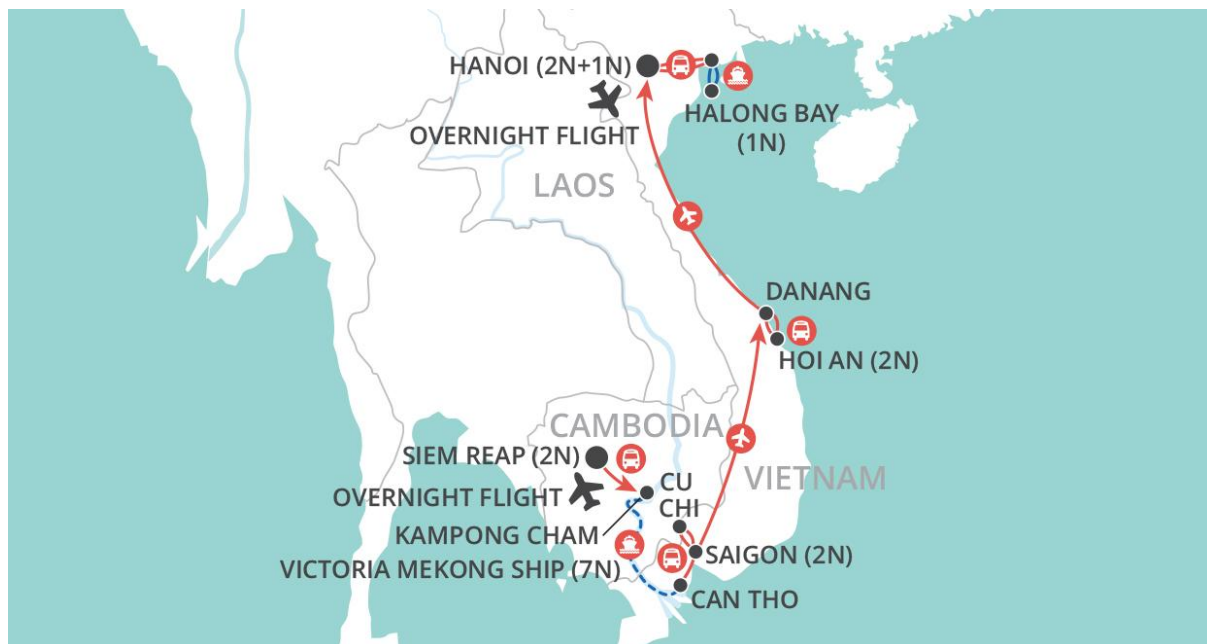 HANOI (2N+1N)
OVERNIGHT FLIGHT
HALONG BAY
(1N)
LAOS
DANANG
HOI AN (2N)
CAMBODIA
SIEM REAP (2N)
OVERNIGHT FLIGHT
CU
CHI
VIETNAM
KAMPONG CHAM
SAIGON (2N)
VICTORIA MEKONG SHIP (7N)
CAN THO